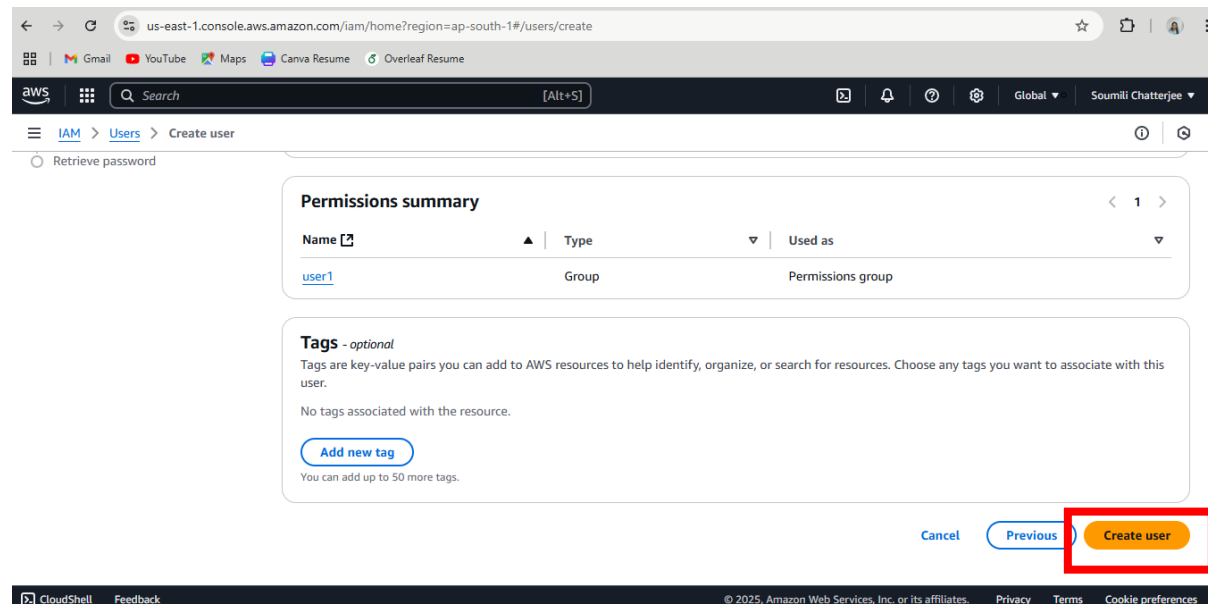 us-east-1.console.aws.amazon.com/iam/home?region=ap-south-1#/users/create
Gmail YouTube Maps Canva Resume Overleaf Resume
aws Search [Alt+S] Global Soumili Chatterjee
IAM > Users > Create user
Retrieve password
Permissions summary
< 1 >
Name Type Used as
user1 Group Permissions group
Tags - optional
Tags are key-value pairs you can add to AWS resources to help identify, organize, or search for resources. Choose any tags you want to associate with this
user.
No tags associated with the resource.
Add new tag
You can add up to 50 more tags.
Cancel Previous Create user
CloudShell Feedback © 2025, Amazon Web Services, Inc. or its affiliates. Privacy Terms Cookie preferences